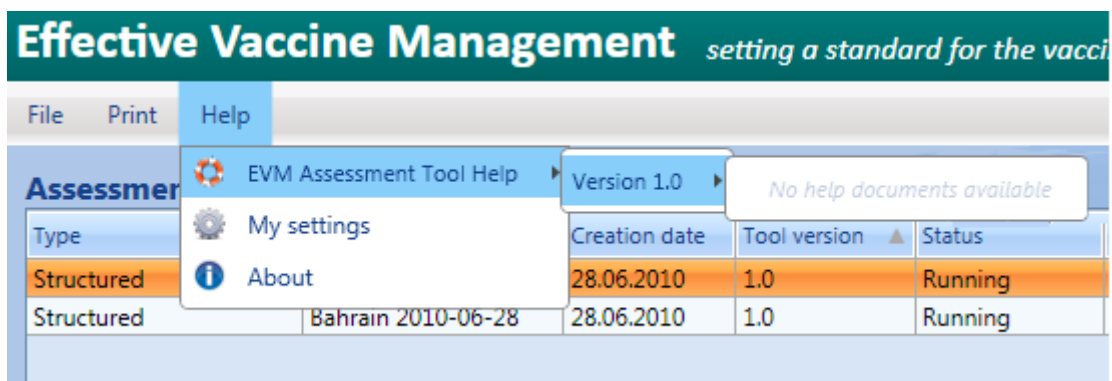 Effective Vaccine Management setting a standard for the vacci
File Print Help
EVM Assessment Tool Help Version 1.0 No help documents available
My settings
About
Type Creation date Tool version Status
Structured 28.06.2010 1.0 Running
Structured Bahrain 2010-06-28 28.06.2010 1.0 Running